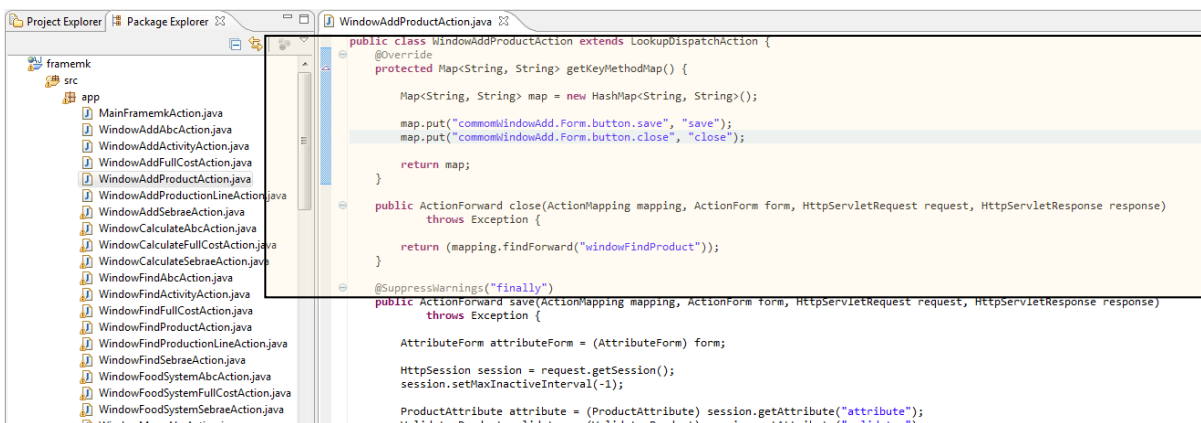 Project Explorer
Package Explorer
WindowAddProductAction.java
framemk
src
app
MainFramemkAction.java
WindowAddAbcAction.java
WindowAddActivityAction.java
WindowAddFullCostAction.java
WindowAddProductAction.java
WindowAddProductionLineAction.java
WindowAddSebraeAction.java
WindowCalculateAbcAction.java
WindowCalculateFullCostAction.java
WindowCalculateSebraeAction.java
WindowFindAbcAction.java
WindowFindActivityAction.java
WindowFindFullCostAction.java
WindowFindProductAction.java
WindowFindProductionLineAction.java
WindowFindSebraeAction.java
WindowFoodSystemAbcAction.java
WindowFoodSystemFullCostAction.java
WindowFoodSystemSebraeAction.java
public class WindowAddProductAction extends LookupDispatchAction {
@Override
protected Map<String, String> getKeyMethodMap() {
Map<String, String> map = new HashMap<String, String>();
map.put("commomWindowAdd.Form.button.save", "save");
map.put("commomWindowAdd.Form.button.close", "close");
return map;
}
public ActionForward close(ActionMapping mapping, ActionForm form, HttpServletRequest request, HttpServletResponse response)
throws Exception {
return (mapping.findForward("windowFindProduct"));
}
@SuppressWarnings("finally")
public ActionForward save(ActionMapping mapping, ActionForm form, HttpServletRequest request, HttpServletResponse response)
throws Exception {
AttributeForm attributeForm = (AttributeForm) form;
HttpSession session = request.getSession();
session.setMaxInactiveInterval(-1);
ProductAttribute attribute = (ProductAttribute) session.getAttribute("attribute");